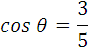 cos θ = 3/5